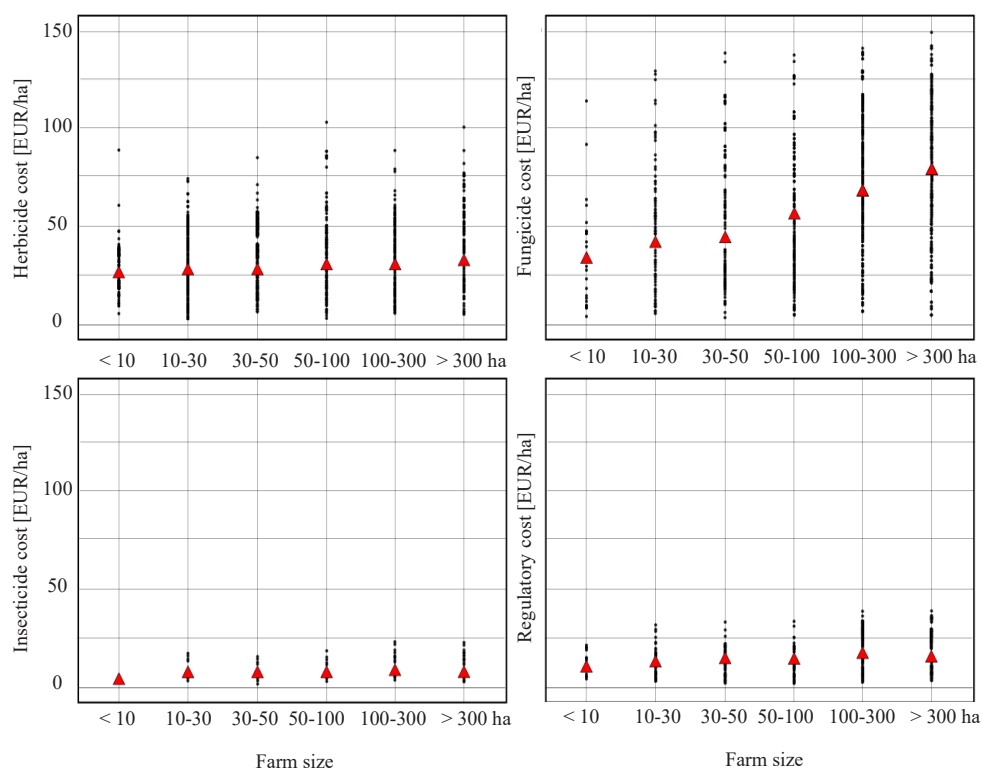 Herbicide cost [EUR/ha]
150
100
50
0
< 10 10-30 30-50 50-100 100-300 > 300 ha
Fungicide cost [EUR/ha]
< 10 10-30 30-50 50-100 100-300 > 300 ha
Insecticide cost [EUR/ha]
150
100
50
0
< 10 10-30 30-50 50-100 100-300 > 300 ha
Farm size
Regulatory cost [EUR/ha]
< 10 10-30 30-50 50-100 100-300 > 300 ha
Farm size